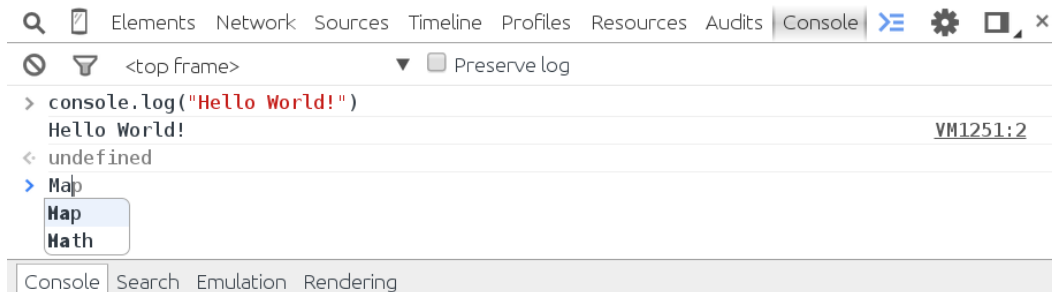 Elements Network Sources Timeline Profiles Resources Audits Console
<top frame> ▼ Preserve log
> console.log("Hello World!")
Hello World! VM1251:2
undefined
> Map
Map
Math
Console Search Emulation Rendering